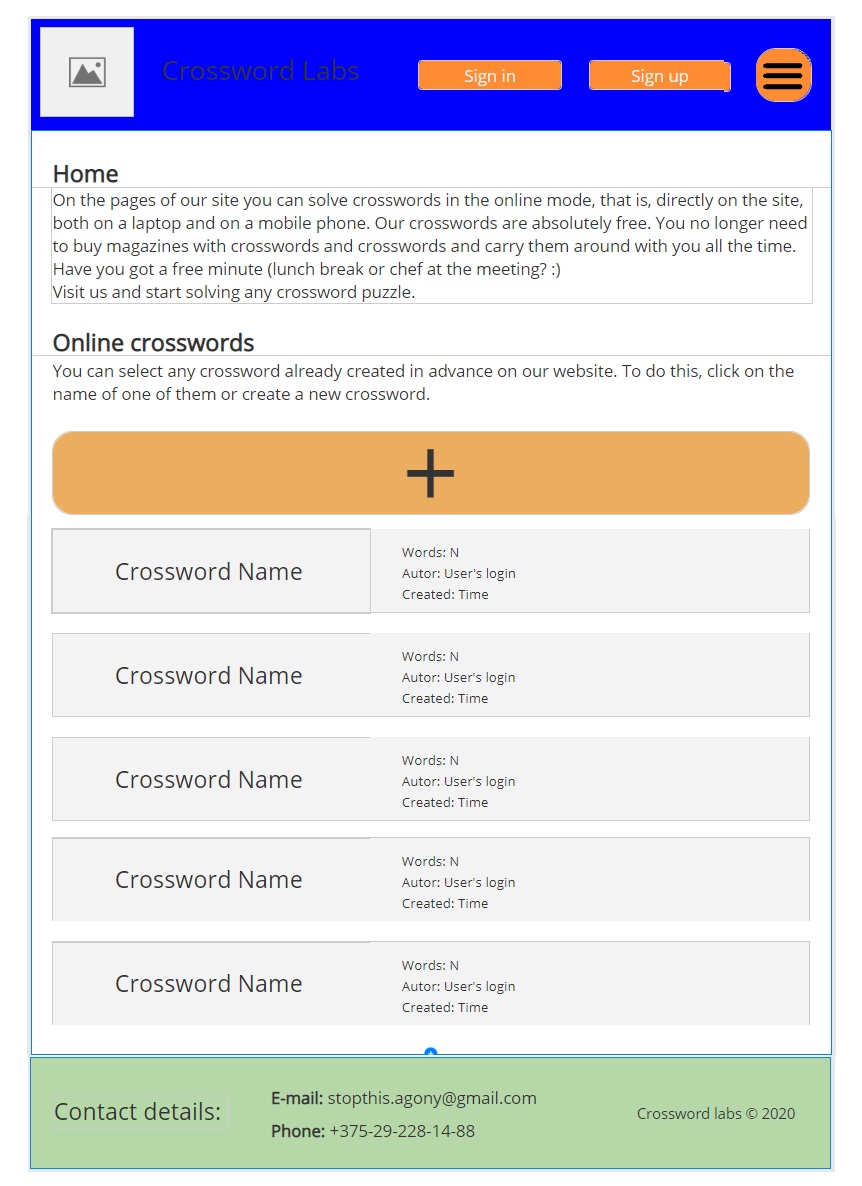 Crossword Labs
Sign in
Sign up
Home
On the pages of our site you can solve crosswords in the online mode, that is, directly on the site,
both on a laptop and on a mobile phone. Our crosswords are absolutely free. You no longer need
to buy magazines with crosswords and crosswords and carry them around with you all the time.
Have you got a free minute (lunch break or chef at the meeting? :)
Visit us and start solving any crossword puzzle.
Online crosswords
You can select any crossword already created in advance on our website. To do this, click on the
name of one of them or create a new crossword.
+
Crossword Name
Words: N
Autor: User's login
Created: Time
Crossword Name
Words: N
Autor: User's login
Created: Time
Crossword Name
Words: N
Autor: User's login
Created: Time
Crossword Name
Words: N
Autor: User's login
Created: Time
Crossword Name
Words: N
Autor: User's login
Created: Time
Contact details:
E-mail: stopthis.agony@gmail.com
Phone: +375-29-228-14-88
Crossword labs © 2020